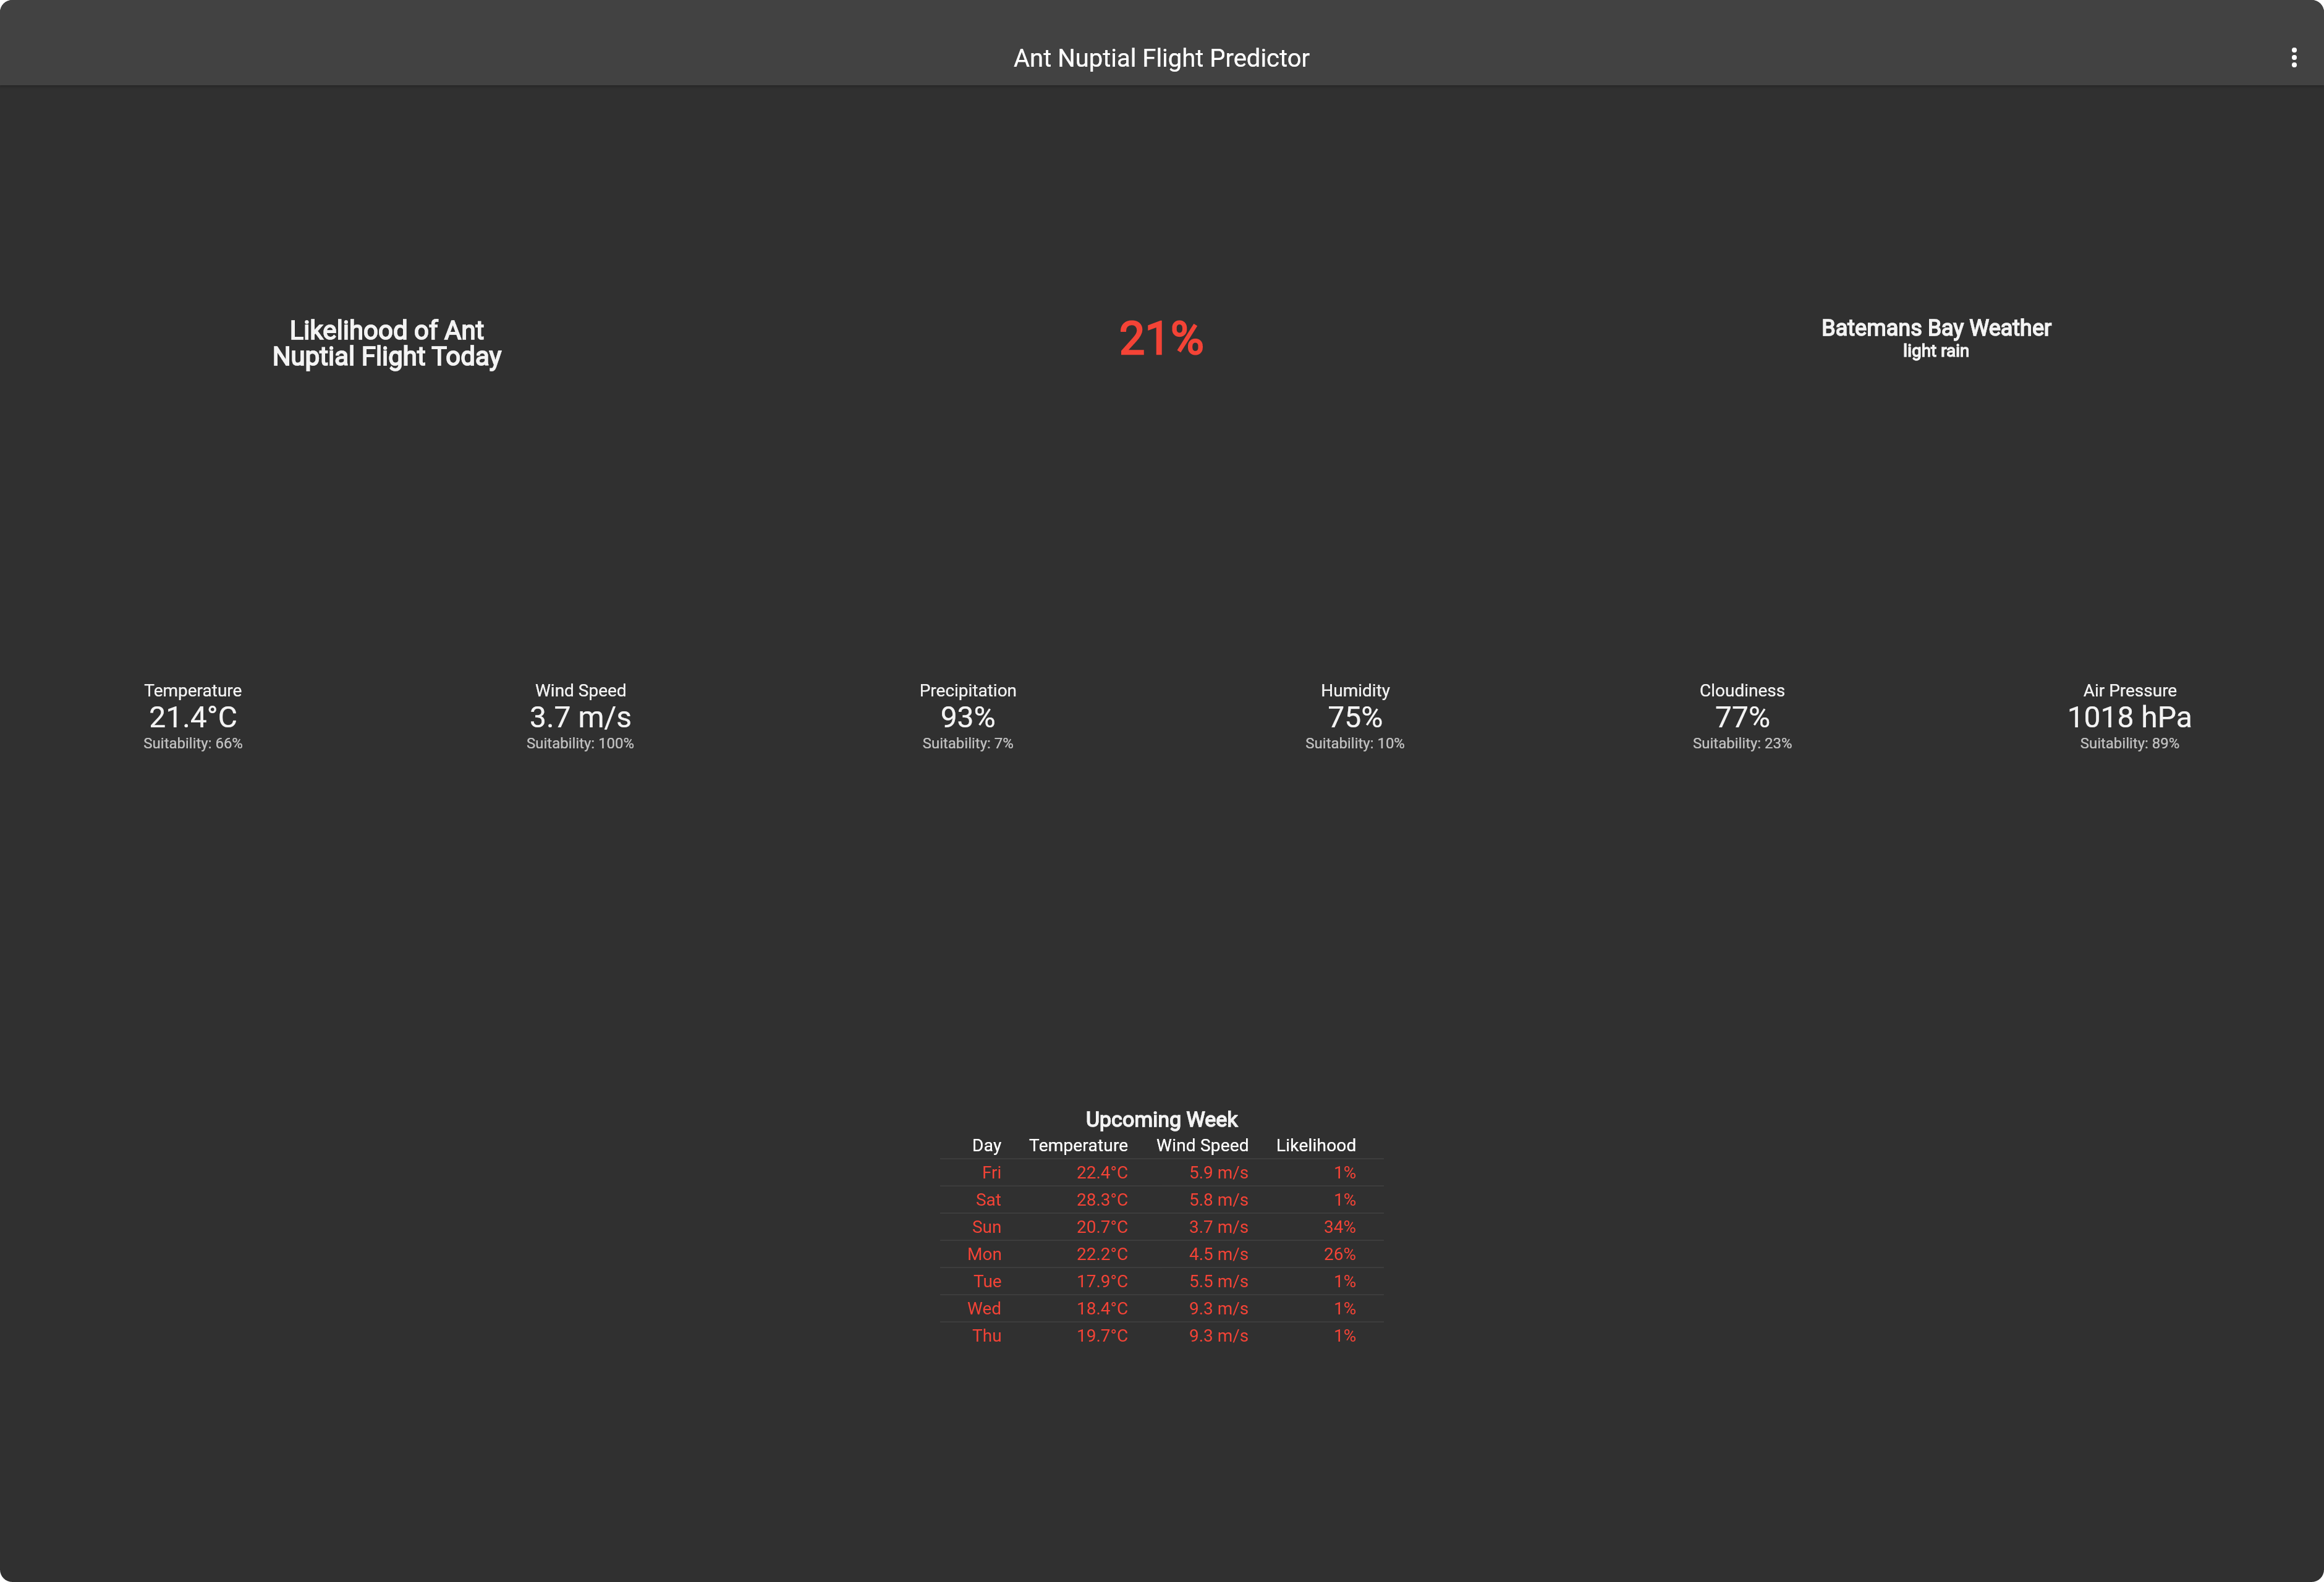 Ant Nuptial Flight Predictor
Likelihood of Ant
Nuptial Flight Today
21%
Batemans Bay Weather
light rain
Temperature
21.4°C
Suitability: 66%
Wind Speed
3.7 m/s
Suitability: 100%
Precipitation
93%
Suitability: 7%
Humidity
75%
Suitability: 10%
Cloudiness
77%
Suitability: 23%
Air Pressure
1018 hPa
Suitability: 89%
Upcoming Week
Day Temperature Wind Speed Likelihood
Fri 22.4°C 5.9 m/s 1%
Sat 28.3°C 5.8 m/s 1%
Sun 20.7°C 3.7 m/s 34%
Mon 22.2°C 4.5 m/s 26%
Tue 17.9°C 5.5 m/s 1%
Wed 18.4°C 9.3 m/s 1%
Thu 19.7°C 9.3 m/s 1%